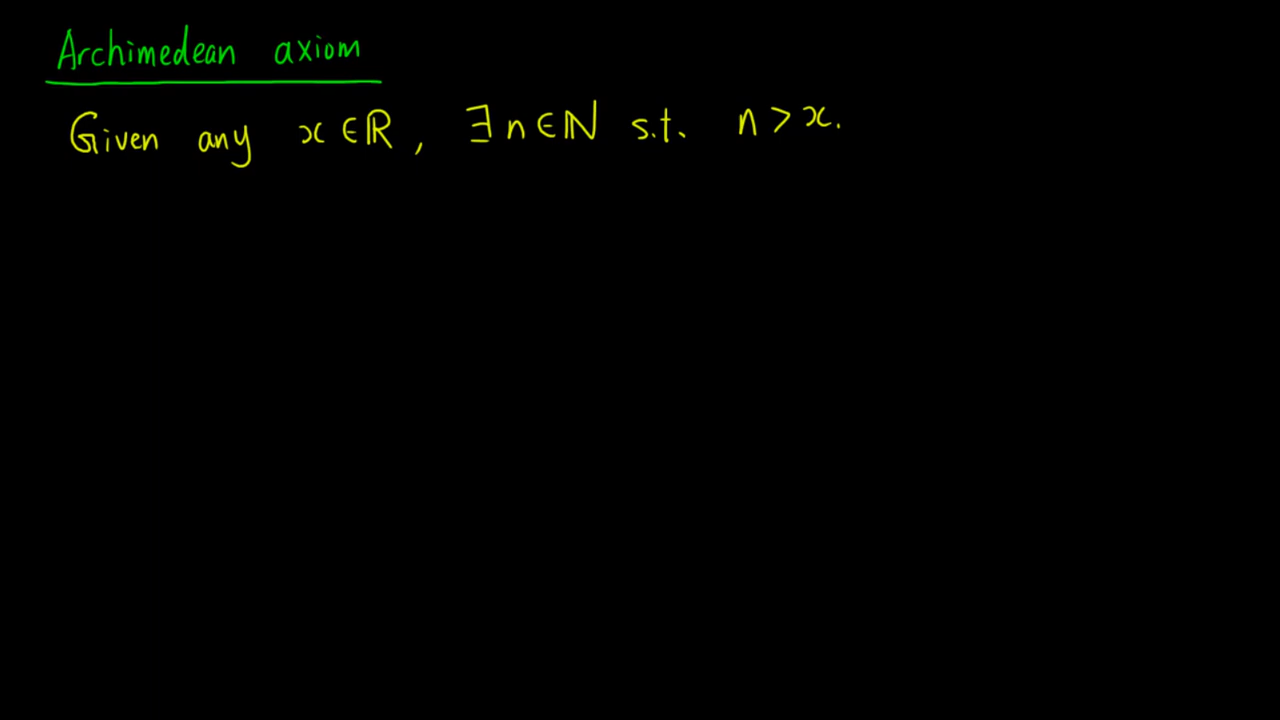 Archimedean axiom
Given any x ∈ ℝ, ∃ n ∈ ℕ s.t. n > x.